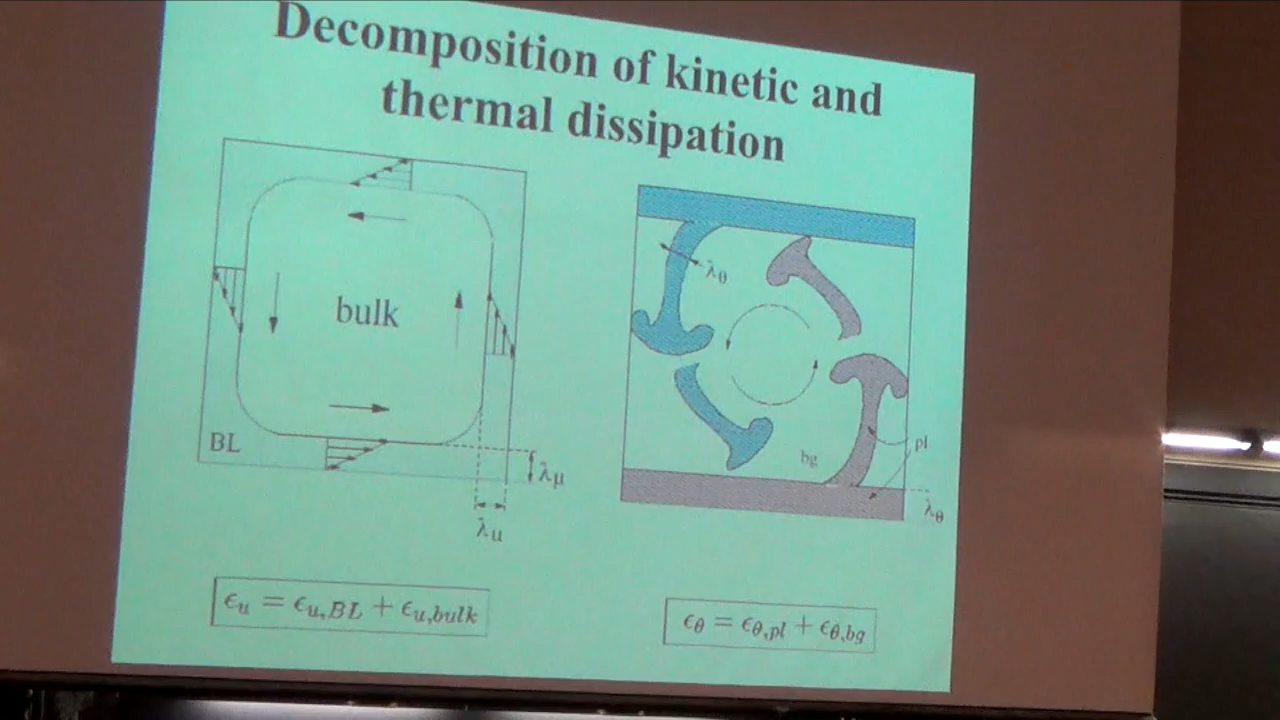 Decomposition of kinetic and
thermal dissipation
bulk
BL
λu
λu
λθ
pl
bg
λθ
ϵu = ϵu,BL + ϵu,bulk
ϵθ = ϵθ,pl + ϵθ,bg